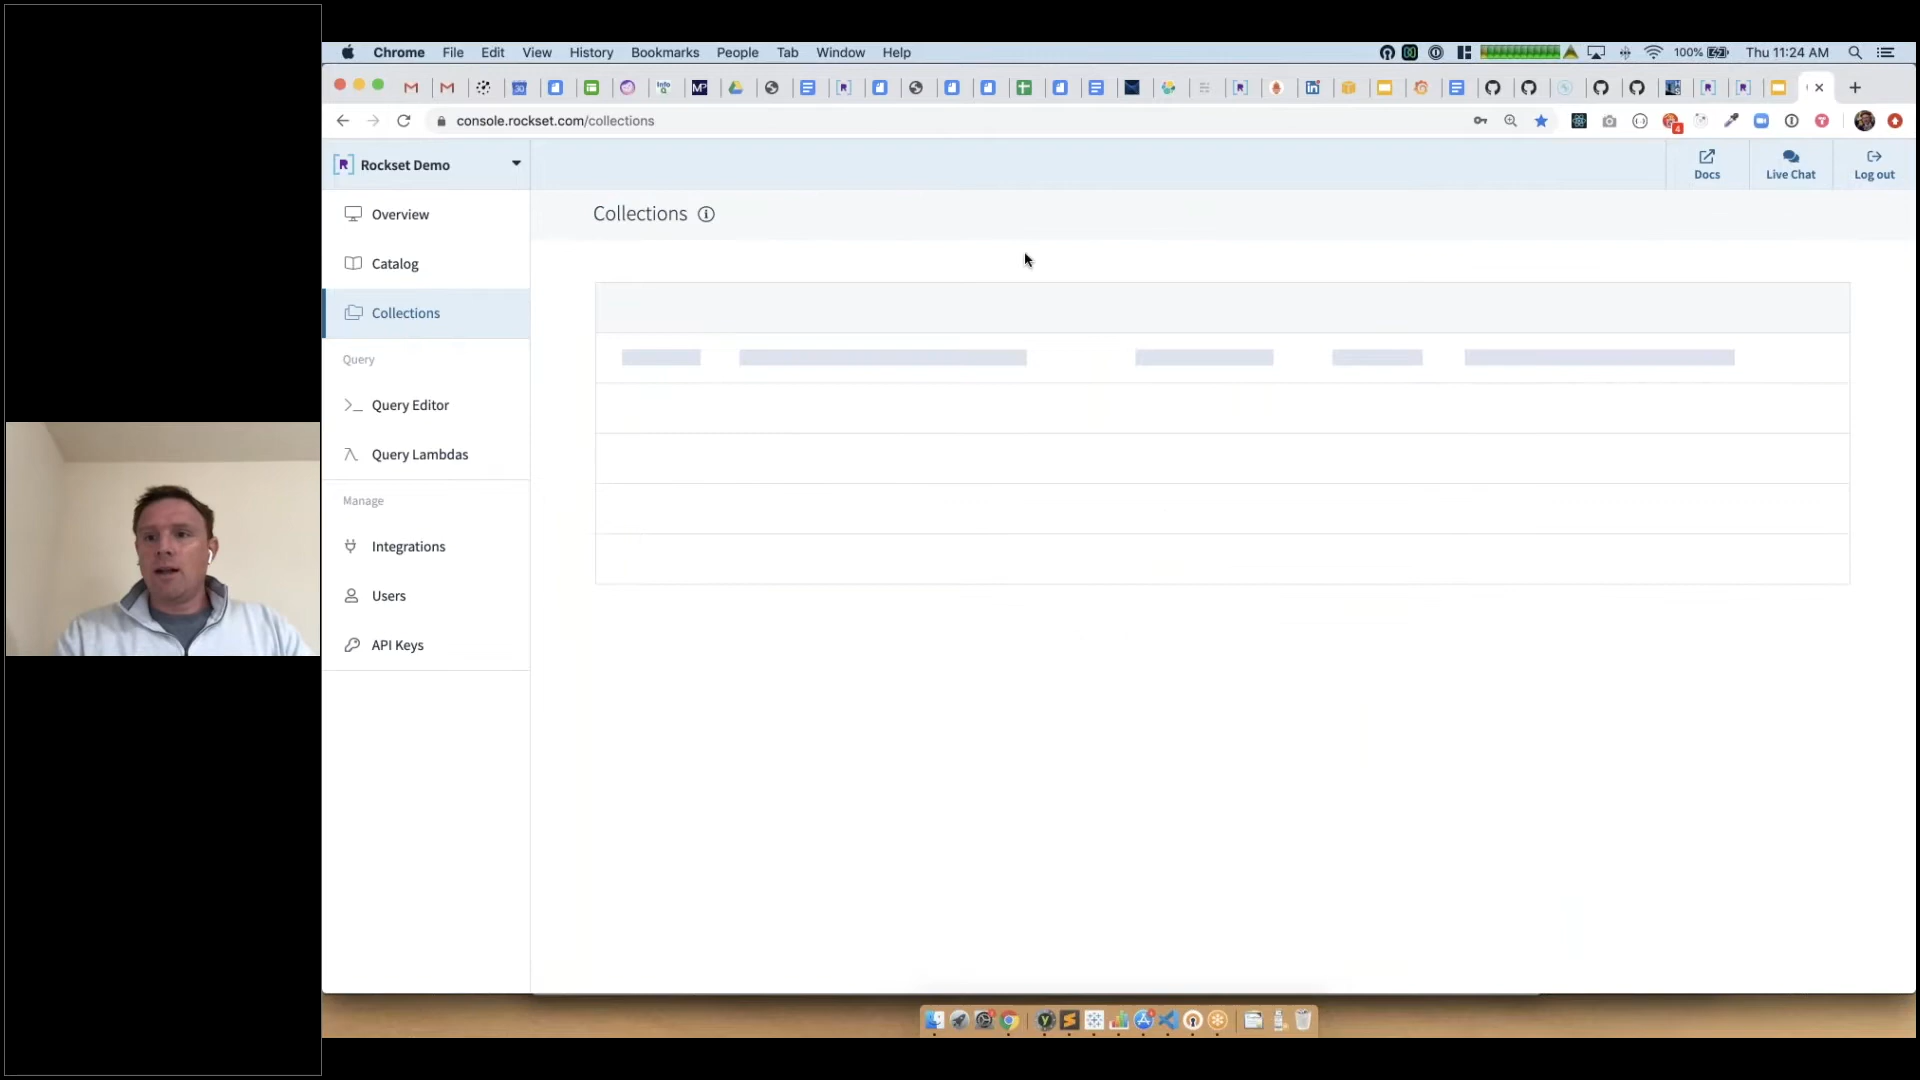 Chrome File Edit View History Bookmarks People Tab Window Help 100% Thu 11:24 AM
console.rockset.com/collections
4
[R] Rockset Demo
Docs
Live Chat
Log out
Overview
Collections
Catalog
Collections
Query
Query Editor
Query Lambdas
Manage
Integrations
Users
API Keys